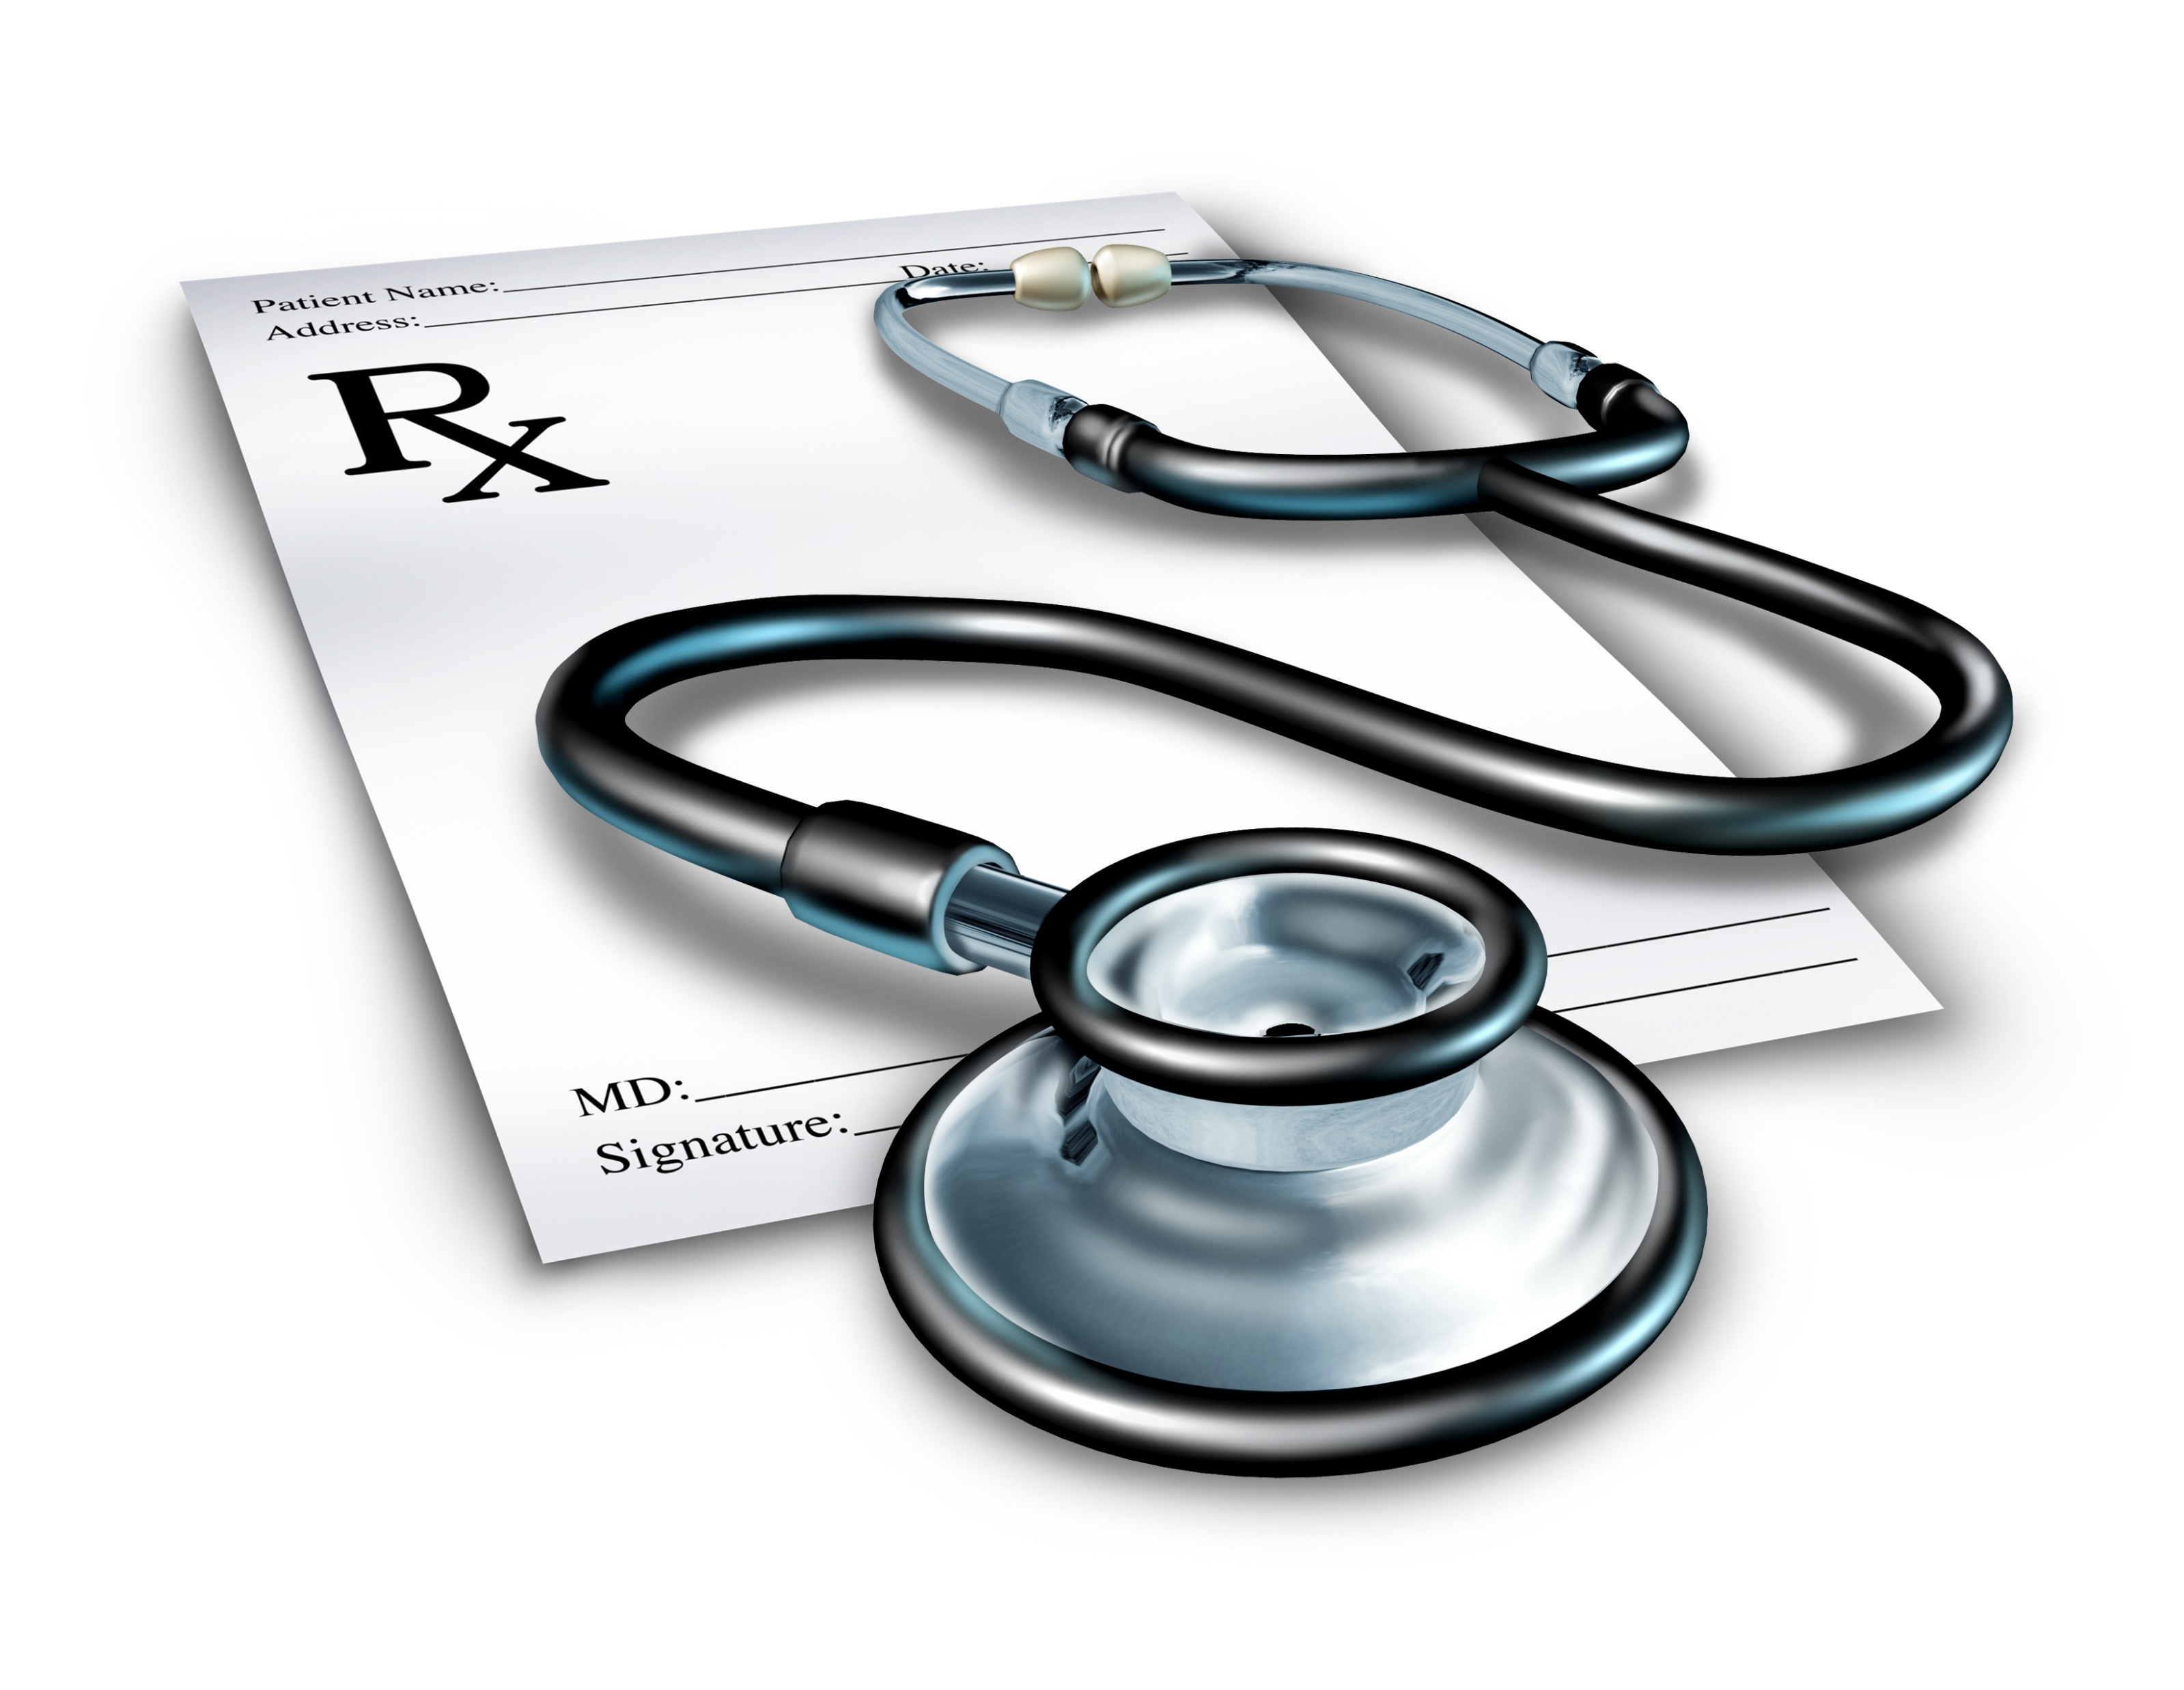 Patient Name:
Address: Date:
Rx
MD:
Signature: